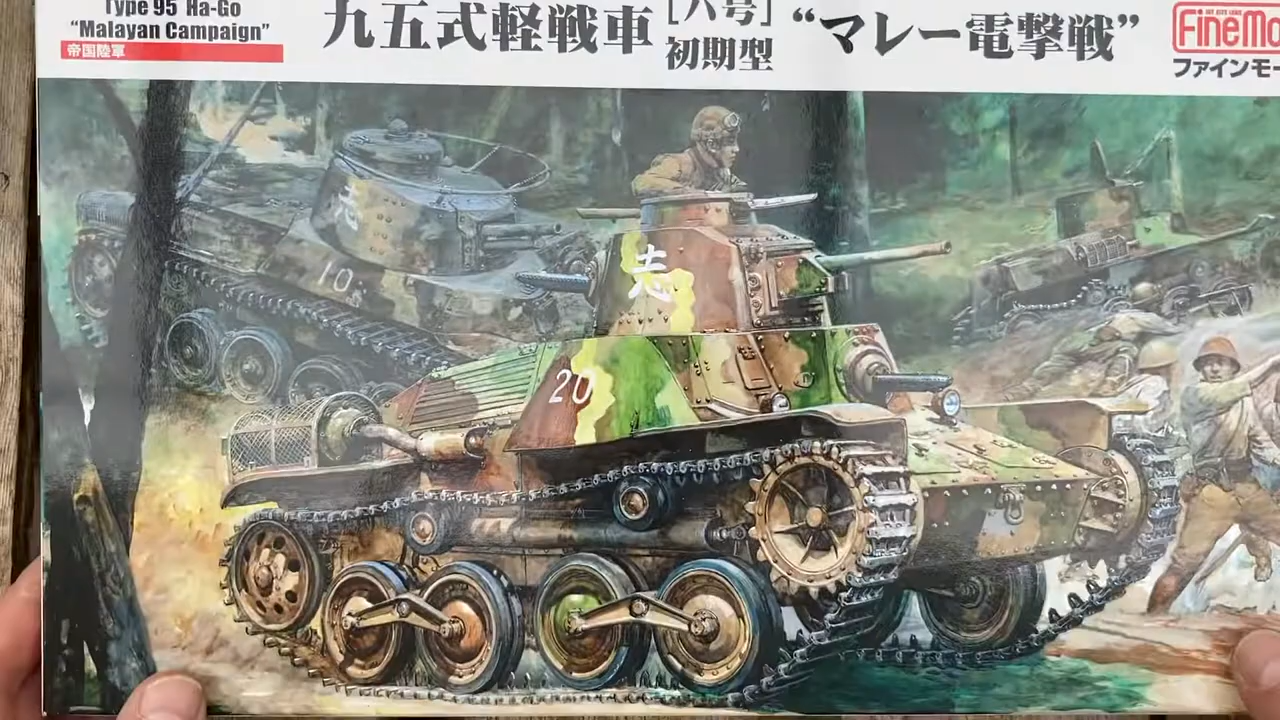 Type 95 Ha-Go
"Malayan Campaign"
帝国陸軍
九五式軽戦車
[ハ号]
初期型
“マレー電撃戦”
FineMo
ファインモー
志
10
志
20